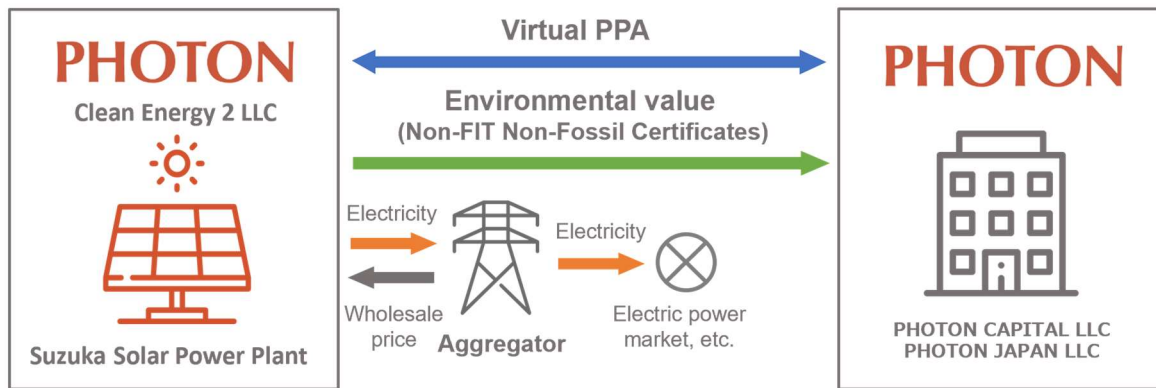 PHOTON
Clean Energy 2 LLC
Suzuka Solar Power Plant
Virtual PPA
Environmental value
(Non-FIT Non-Fossil Certificates)
Electricity
Wholesale
price
Aggregator
Electricity
Electric power
market, etc.
PHOTON
PHOTON CAPITAL LLC
PHOTON JAPAN LLC